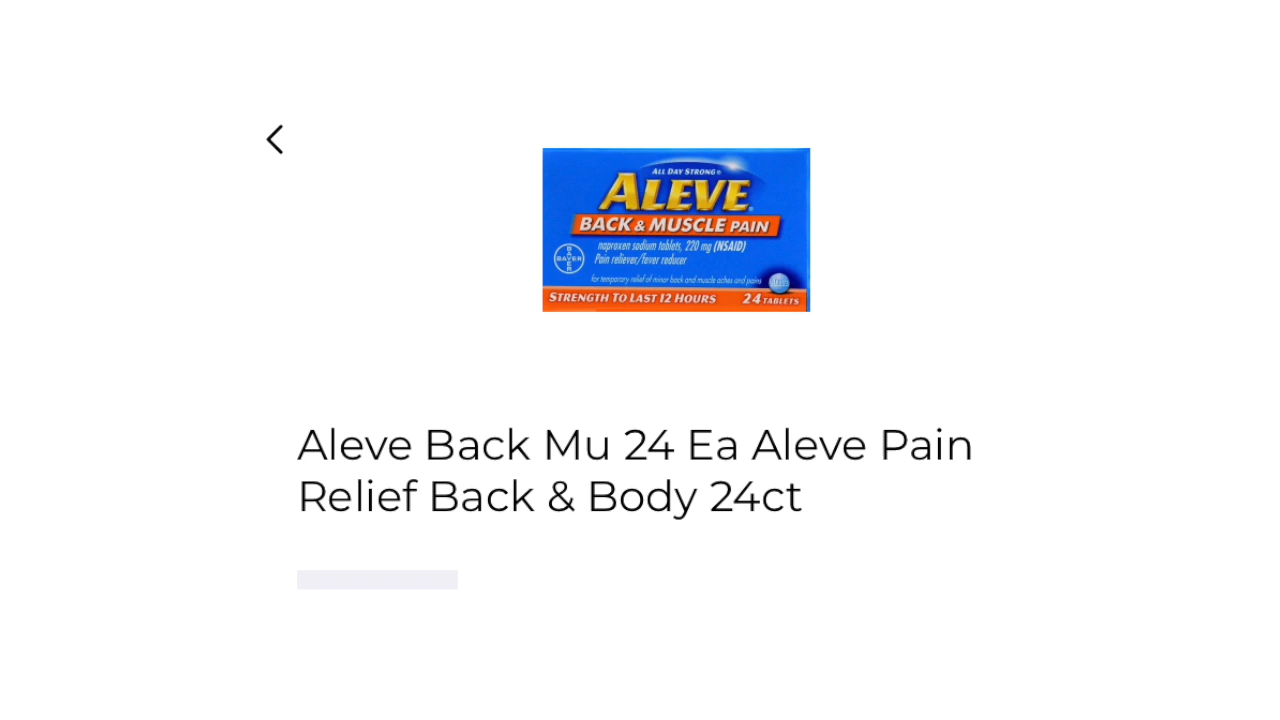 ALL DAY STRONG®
ALEVE®
BACK & MUSCLE PAIN
naproxen sodium tablets, 220 mg (NSAID)
Pain reliever/fever reducer
BAYER
for temporary relief of minor back and muscle aches and pains
STRENGTH TO LAST 12 HOURS
24 TABLETS
Aleve Back Mu 24 Ea Aleve Pain
Relief Back & Body 24ct